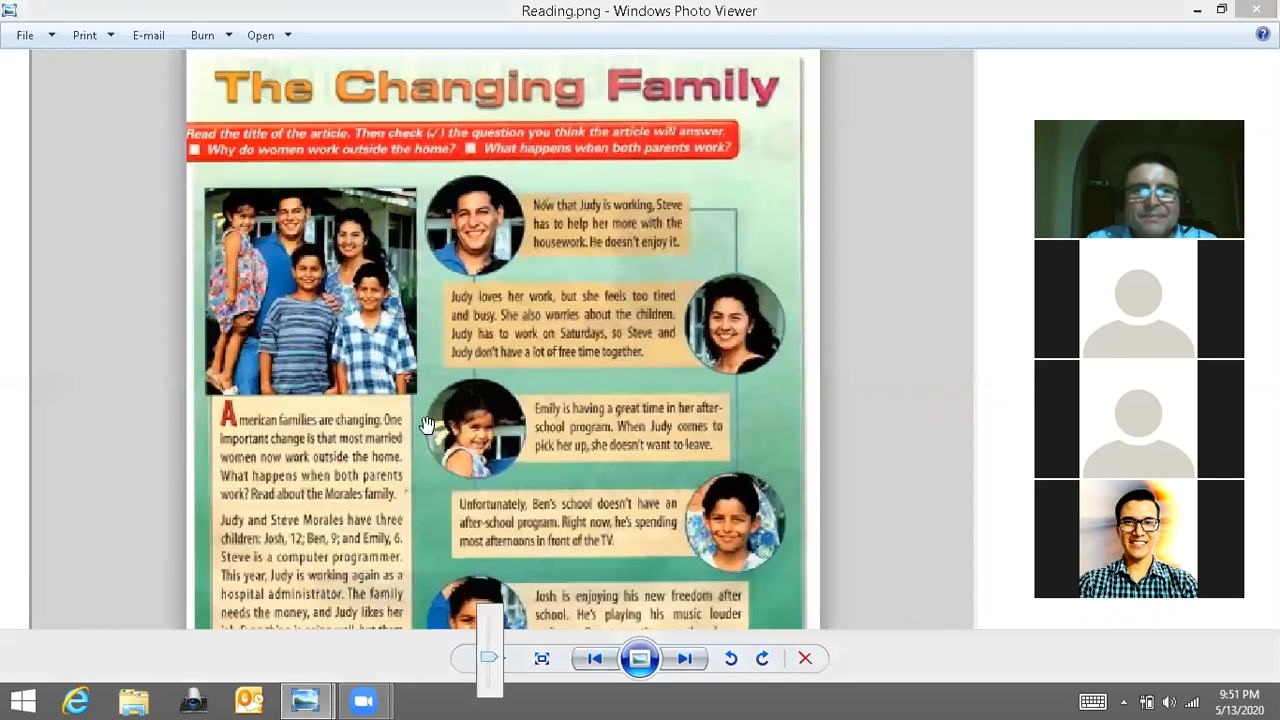 Reading.png - Windows Photo Viewer
File
Print
E-mail
Burn
Open
The Changing Family
Read the title of the article. Then check (✓) the question you think the article will answer.
Why do women work outside the home?
What happens when both parents work?
American families are changing. One
important change is that most married
women now work outside the home.
What happens when both parents
work? Read about the Morales family.
Judy and Steve Morales have three
children: Josh, 12; Ben, 9; and Emily, 6.
Steve is a computer programmer.
This year, Judy is working again as a
hospital administrator. The family
needs the money, and Judy likes her
Now that Judy is working, Steve
has to help her more with the
housework. He doesn't enjoy it.
Judy loves her work, but she feels too tired
and busy. She also worries about the children.
Judy has to work on Saturdays, so Steve and
Judy don't have a lot of free time together.
Emily is having a great time in her after-
school program. When Judy comes to
pick her up, she doesn't want to leave.
Unfortunately, Ben's school doesn't have an
after-school program. Right now, he's spending
most afternoons in front of the TV.
Josh is enjoying his new freedom after
school. He's playing his music louder
9:51 PM
5/13/2020